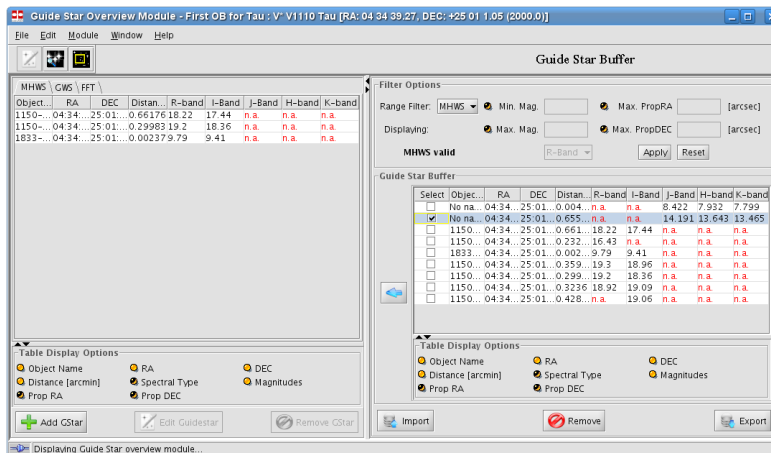 Guide Star Overview Module - First OB for Tau : V* V1110 Tau [RA: 04 34 39.27, DEC: +25 01 1.05 (2000.0)]
File Edit Module Window Help
Guide Star Buffer
MHWS GWS FFT
Object... RA DEC Distan... R-band I-Band J-Band H-band K-band
1150-... 04:34:... 25:01:... 0.66176 18.22 17.44 n.a. n.a. n.a.
1150-... 04:34:... 25:01:... 0.29983 19.2 18.36 n.a. n.a. n.a.
1833-... 04:34:... 25:01:... 0.00237 9.79 9.41 n.a. n.a. n.a.
Table Display Options
Object Name RA DEC
Distance [arcmin] Spectral Type Magnitudes
Prop RA Prop DEC
Add GStar Edit Guidestar Remove GStar
Filter Options
Range Filter: MHWS Min. Mag. Max. PropRA [arcsec]
Displaying: Max. Mag. Max. PropDEC [arcsec]
MHWS valid R-Band Apply Reset
Guide Star Buffer
Select Objec... RA DEC Distan... R-band I-Band J-Band H-band K-band
No na... 04:34... 25:01... 0.004... n.a. n.a. 8.422 7.932 7.799
No na... 04:34... 25:01... 0.655... n.a. n.a. 14.191 13.643 13.465
1150... 04:34... 25:01... 0.661... 18.22 17.44 n.a. n.a. n.a.
1150... 04:34... 25:01... 0.232... 16.43 n.a. n.a. n.a. n.a.
1833... 04:34... 25:01... 0.002... 9.79 9.41 n.a. n.a. n.a.
1150... 04:34... 25:01... 0.359... 19.3 18.96 n.a. n.a. n.a.
1150... 04:34... 25:01... 0.299... 19.2 18.36 n.a. n.a. n.a.
1150... 04:34... 25:01... 0.3236 18.92 19.09 n.a. n.a. n.a.
1150... 04:34... 25:01... 0.428... n.a. 19.06 n.a. n.a. n.a.
Table Display Options
Object Name RA DEC
Distance [arcmin] Spectral Type Magnitudes
Prop RA Prop DEC
Import Remove Export
Displaying Guide Star overview module...